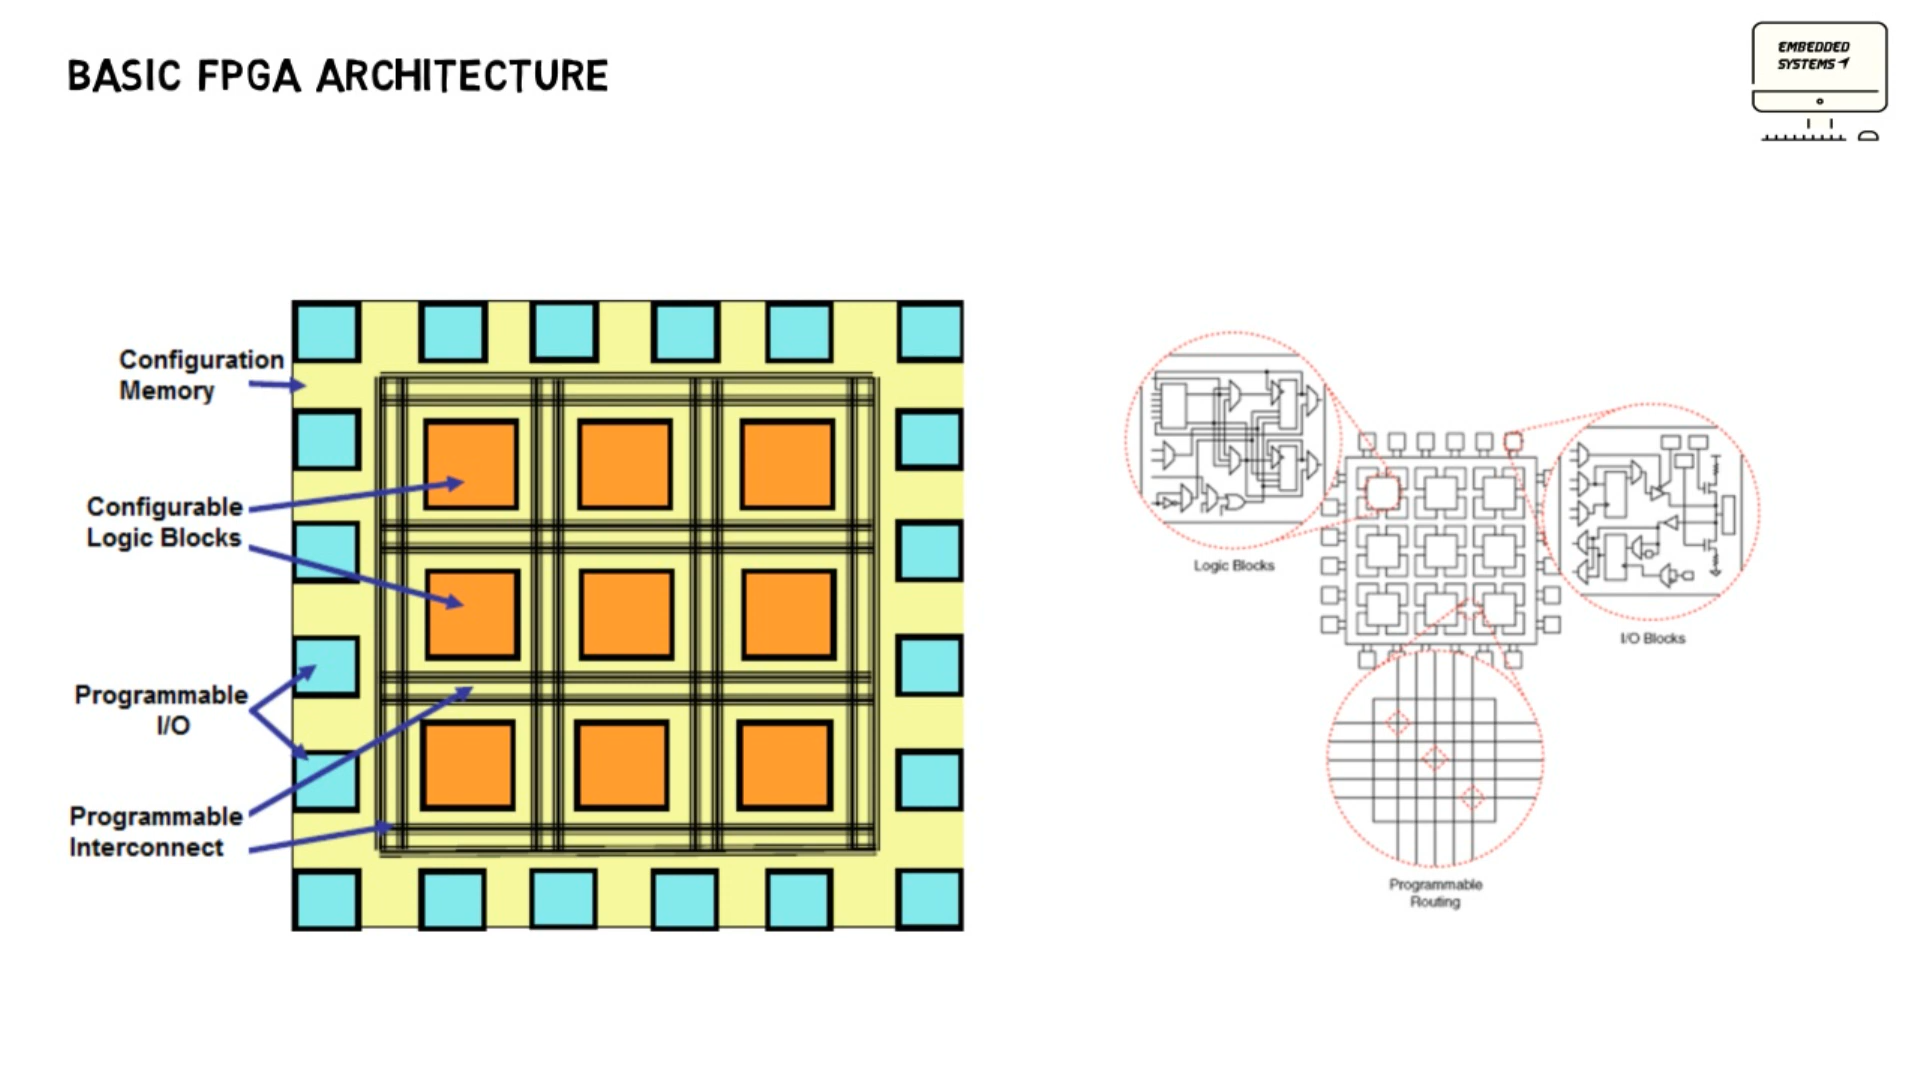 BASIC FPGA ARCHITECTURE
EMBEDDED
SYSTEMS
Configuration
Memory
Configurable
Logic Blocks
Programmable
I/O
Programmable
Interconnect
Logic Blocks
I/O Blocks
Programmable
Routing